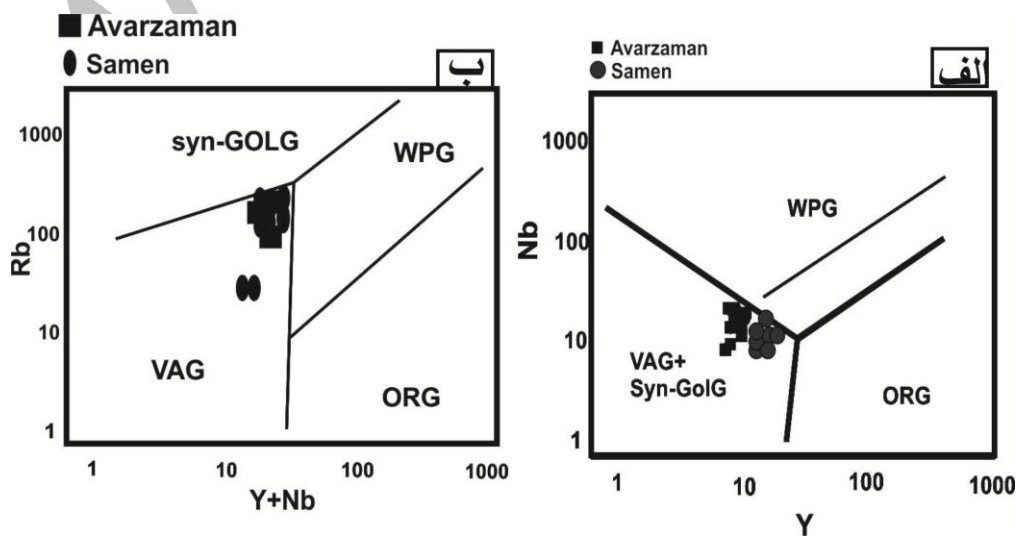 Avarzaman
Samen
ب
1000
100
10
1
Rb
syn-GOLG
WPG
VAG
ORG
1 10 100 1000
Y+Nb
Avarzaman
Samen
الف
1000
100
10
1
Nb
WPG
VAG+
Syn-GolG
ORG
1 10 100 1000
Y